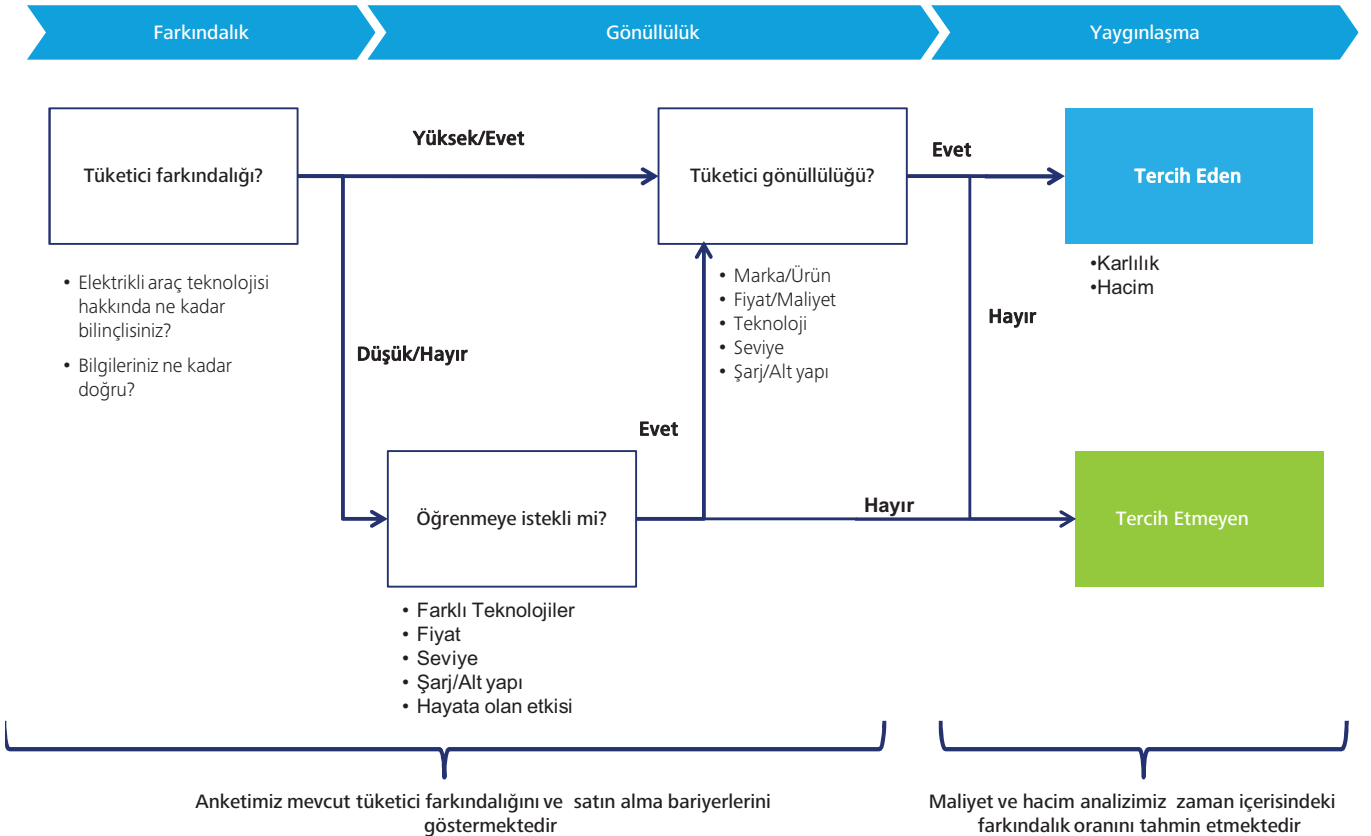 Farkındalık
Gönüllülük
Yaygınlaşma
Tüketici farkındalığı?
Yüksek/Evet
Tüketici gönüllülüğü?
Evet
Tercih Eden
• Elektrikli araç teknolojisi
hakkında ne kadar
bilinçlisiniz?
• Bilgileriniz ne kadar
doğru?
Düşük/Hayır
• Marka/Ürün
• Fiyat/Maliyet
• Teknoloji
• Seviye
• Şarj/Alt yapı
•Karlılık
•Hacim
Hayır
Evet
Öğrenmeye istekli mi?
Hayır
Tercih Etmeyen
• Farklı Teknolojiler
• Fiyat
• Seviye
• Şarj/Alt yapı
• Hayata olan etkisi
Anketimiz mevcut tüketici farkındalığını ve satın alma bariyerlerini
göstermektedir
Maliyet ve hacim analizimiz zaman içerisindeki
farkındalık oranını tahmin etmektedir